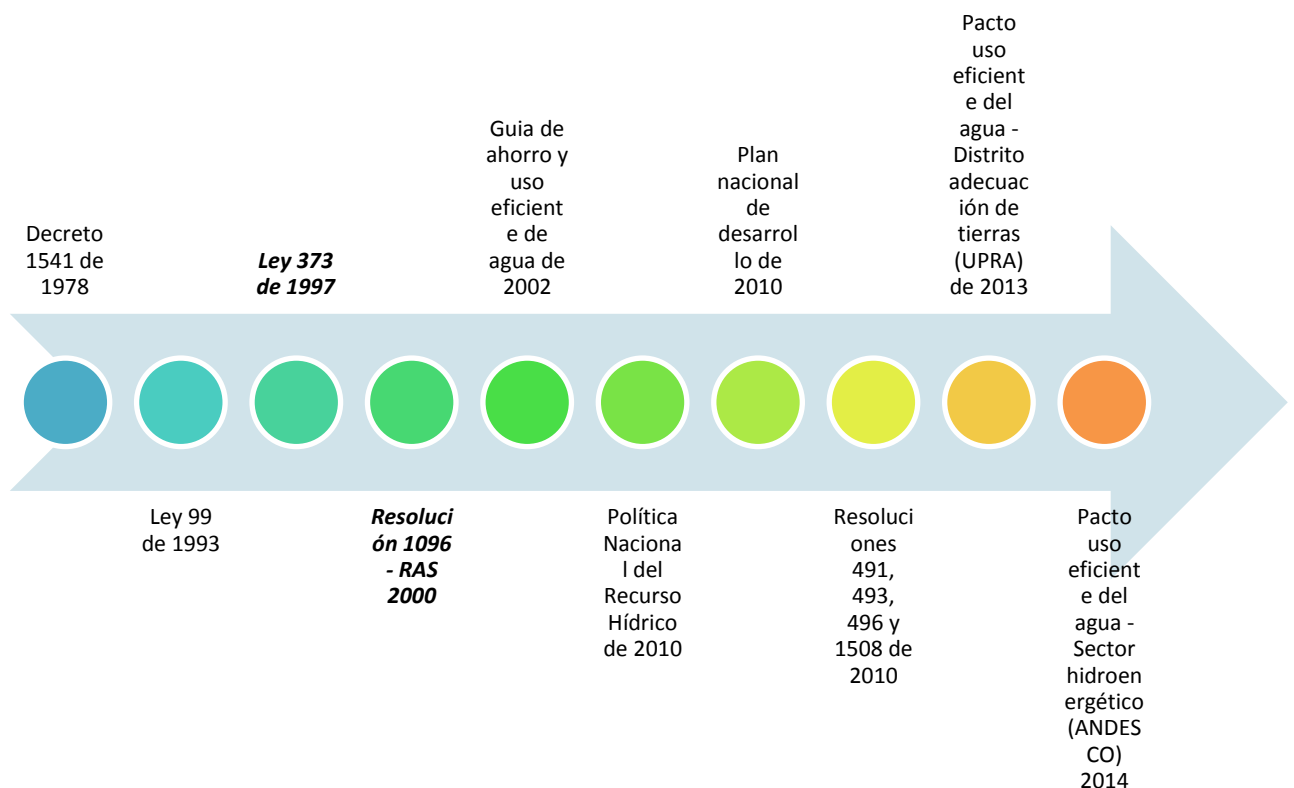 Decreto
1541 de
1978
Ley 99
de 1993
Ley 373
de 1997
Resoluci
ón 1096
- RAS
2000
Guia de
ahorro y
uso
eficient
e de
agua de
2002
Política
Naciona
l del
Recurso
Hídrico
de 2010
Plan
nacional
de
desarrol
lo de
2010
Resoluci
ones
491,
493,
496 y
1508 de
2010
Pacto
uso
eficient
e del
agua -
Distrito
adecuac
ión de
tierras
(UPRA)
de 2013
Pacto
uso
eficient
e del
agua -
Sector
hidroen
ergético
(ANDES
CO)
2014